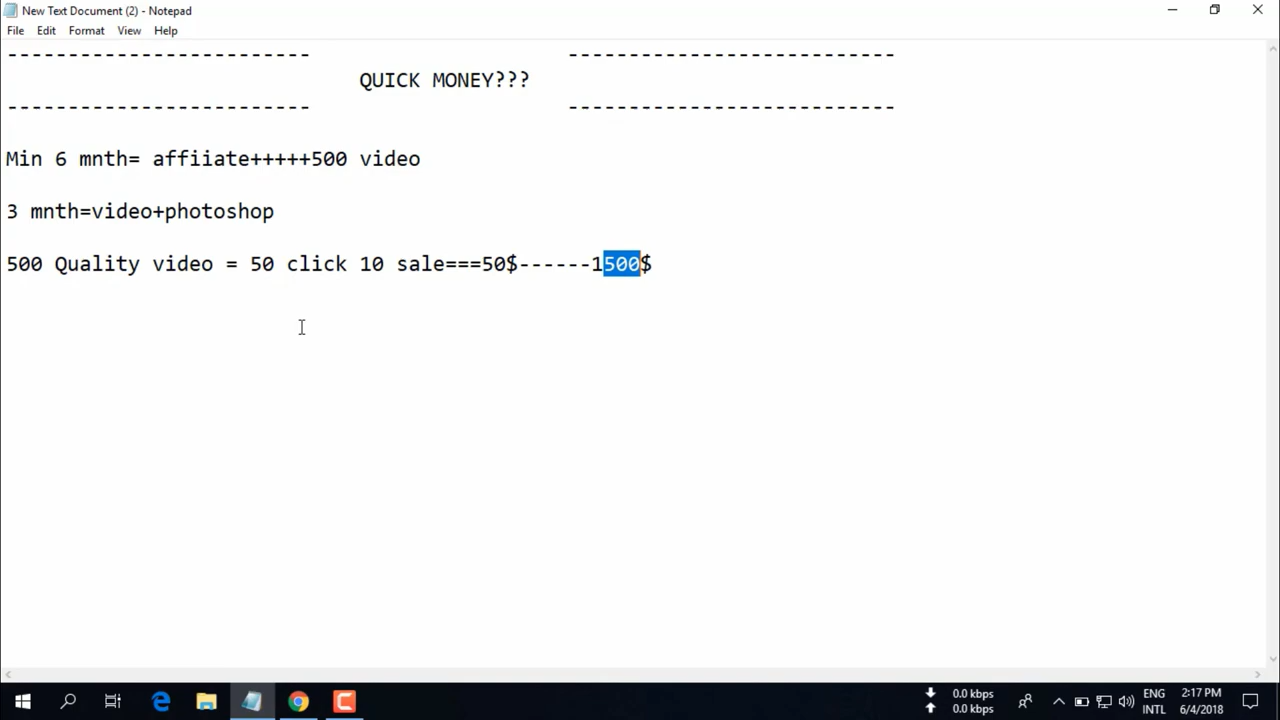 New Text Document (2) - Notepad
File Edit Format View Help
------------------------- ---------------------------
QUICK MONEY???
------------------------- ---------------------------
Min 6 mnth= affiiate+++++500 video
3 mnth=video+photoshop
500 Quality video = 50 click 10 sale===50$------1500$
0.0 kbps
0.0 kbps
ENG
INTL
2:17 PM
6/4/2018